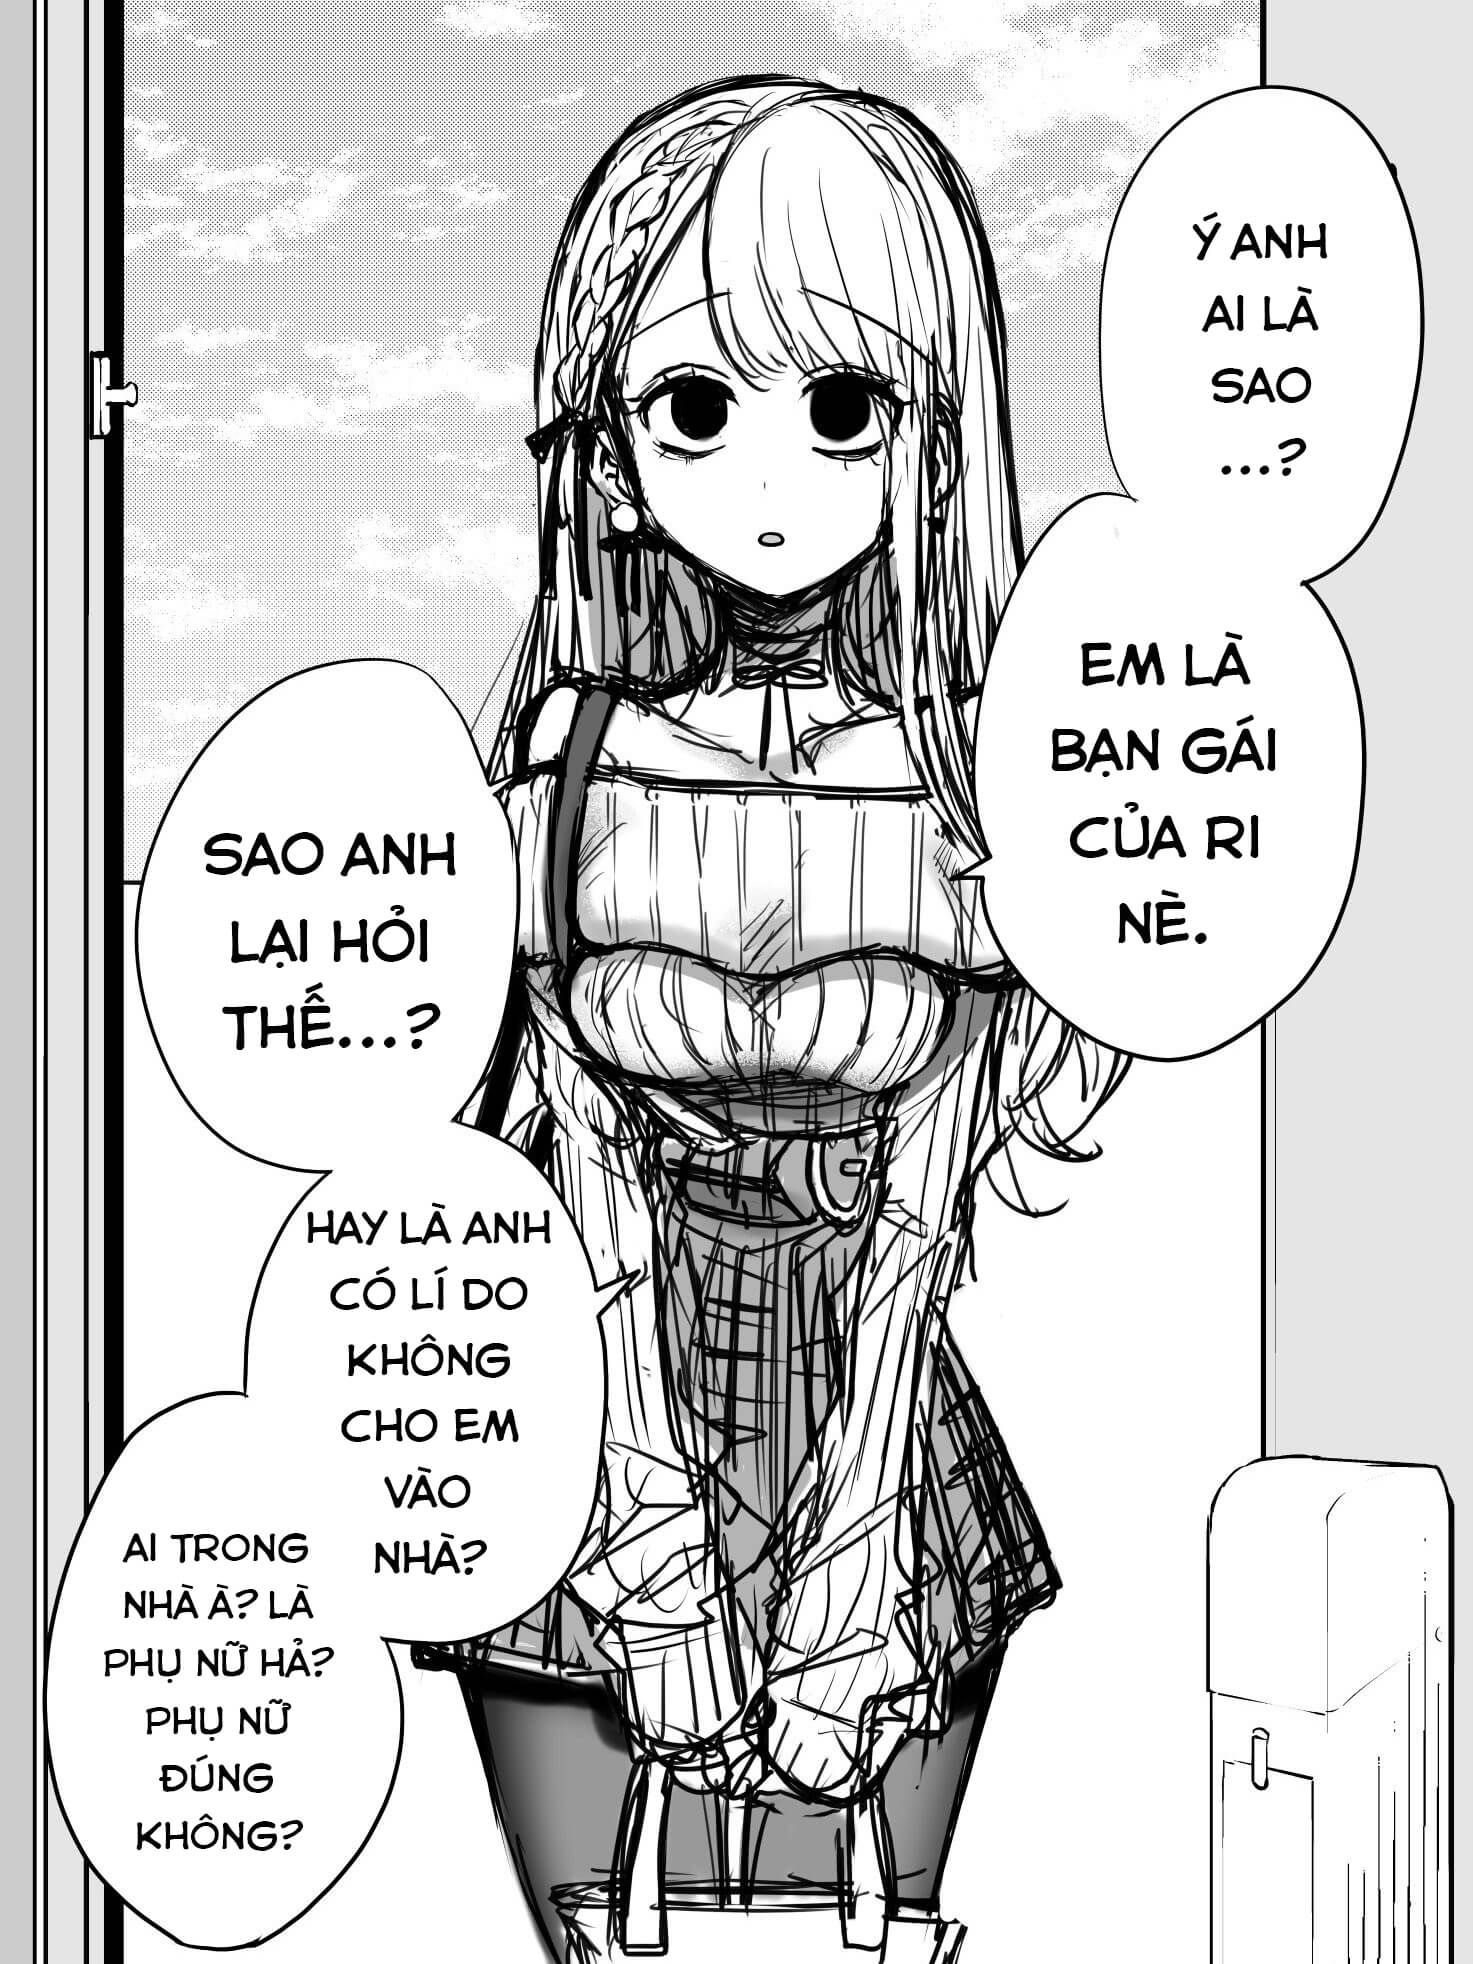 Ý ANH
AI LÀ
SAO
...?
EM LÀ
BẠN GÁI
CỦA RI
NÈ.
SAO ANH
LẠI HỎI
THẾ...?
HAY LÀ ANH
CÓ LÍ DO
KHÔNG
CHO EM
VÀO
NHÀ?
AI TRONG
NHÀ À? LÀ
PHỤ NỮ HẢ?
PHỤ NỮ
ĐÚNG
KHÔNG?